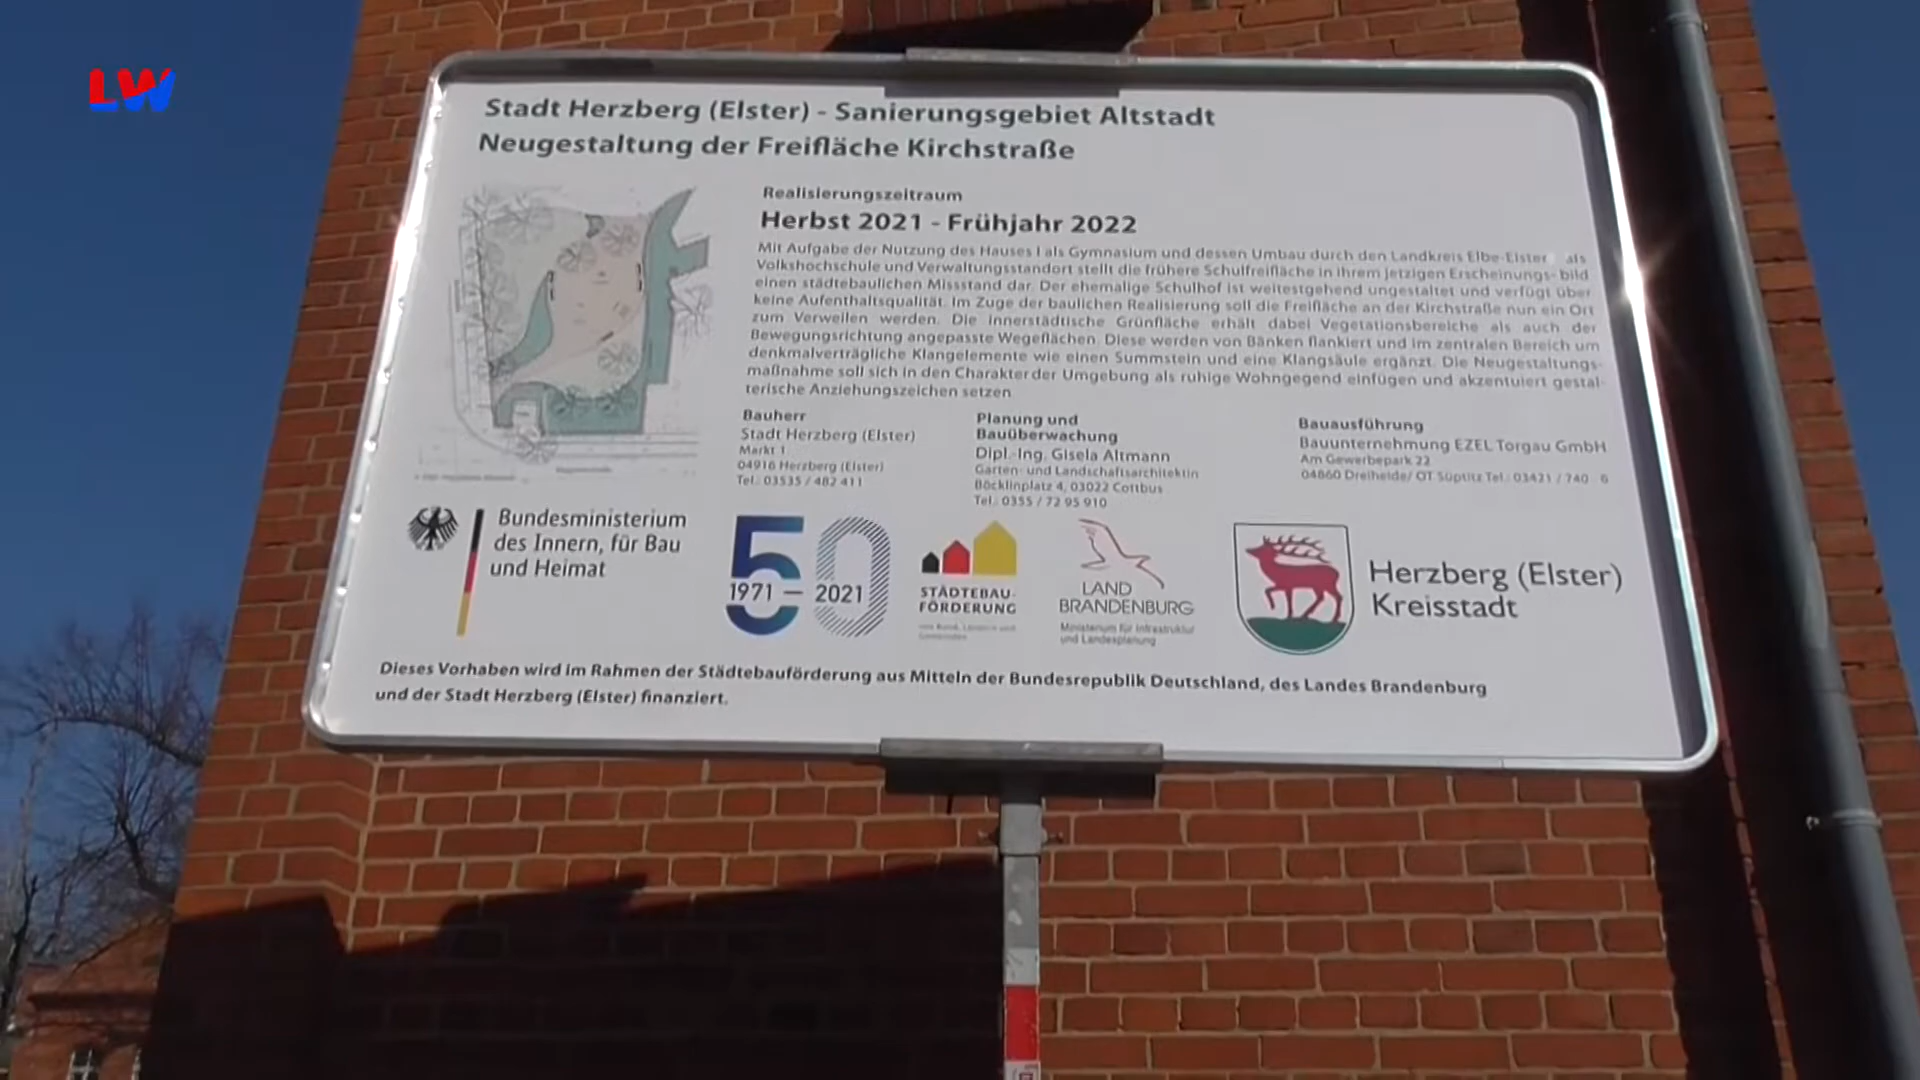 LW
Stadt Herzberg (Elster) - Sanierungsgebiet Altstadt
Neugestaltung der Freifläche Kirchstraße
Realisierungszeitraum
Herbst 2021 - Frühjahr 2022
Mit Aufgabe der Nutzung des Hauses I als Gymnasium und dessen Umbau durch den Landkreis Elbe-Elster als
Volkshochschule und Verwaltungsstandort stellt die frühere Schulfreifläche in ihrem jetzigen Erscheinungs- bild
einen städtebaulichen Missstand dar. Der ehemalige Schulhof ist weitestgehend ungestaltet und verfügt über
keine Aufenthaltsqualität. Im Zuge der baulichen Realisierung soll die Freifläche an der Kirchstraße nun ein Ort
zum Verweilen werden. Die innerstädtische Grünfläche erhält dabei Vegetationsbereiche als auch der
Bewegungsrichtung angepasste Wegeflächen. Diese werden von Bänken flankiert und im zentralen Bereich um
denkmalverträgliche Klangelemente wie einen Summstein und eine Klangsäule ergänzt. Die Neugestaltungs-
maßnahme soll sich in den Charakter der Umgebung als ruhige Wohngegend einfügen und akzentuiert gestal-
terische Anziehungszeichen setzen
Bauherr
Stadt Herzberg (Elster)
Markt 1
04916 Herzberg (Elster)
Tel. 03535 / 482 411
Planung und
Bauüberwachung
Dipl.-Ing. Gisela Altmann
Garten- und Landschaftsarchitektin
Böcklinplatz 4, 03022 Cottbus
Tel. 0355 / 72 95 910
Bauausführung
Bauunternehmung EZEL Torgau GmbH
Am Gewerbepark 22
04860 Dreiheide/ OT Süptitz Tel.: 03421 / 740 6
Bundesministerium
des Innern, für Bau
und Heimat
50
1971 — 2021
STÄDTEBAU-
FÖRDERUNG
von Bund, Ländern und
Gemeinden
LAND
BRANDENBURG
Ministerium für Infrastruktur
und Landesplanung
Herzberg (Elster)
Kreisstadt
Dieses Vorhaben wird im Rahmen der Städtebauförderung aus Mitteln der Bundesrepublik Deutschland, des Landes Brandenburg
und der Stadt Herzberg (Elster) finanziert.